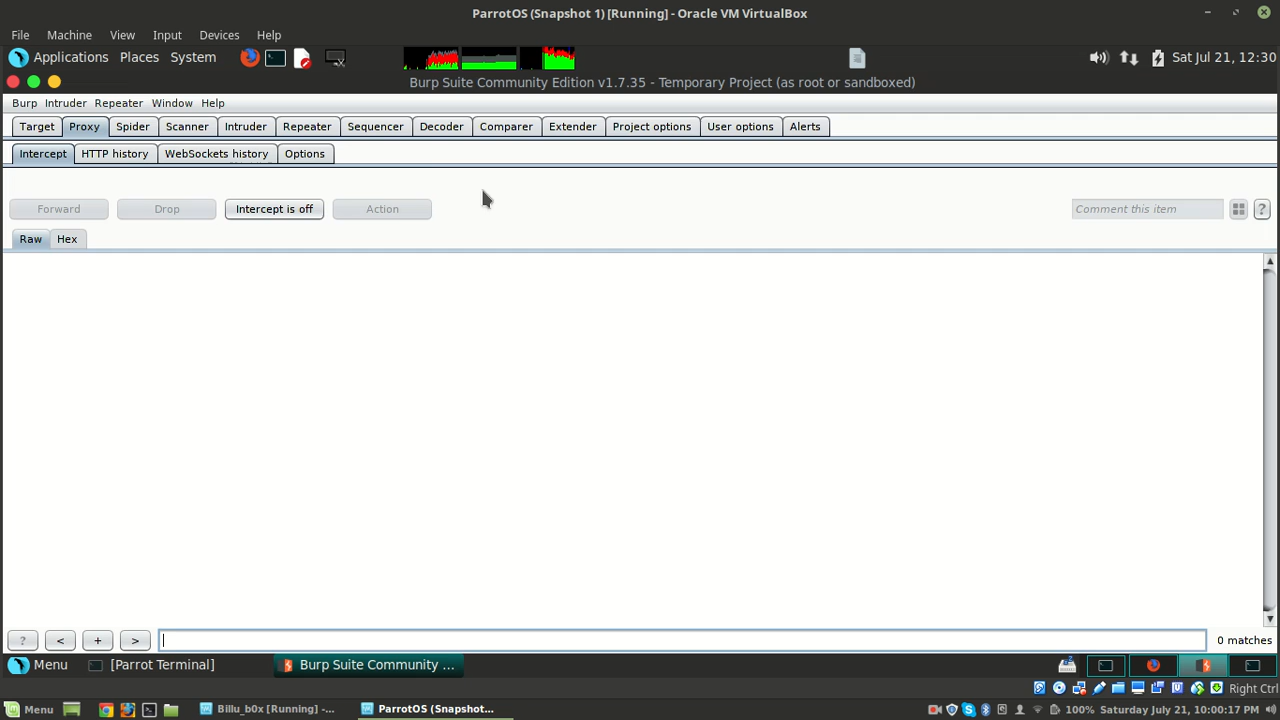 ParrotOS (Snapshot 1) [Running] - Oracle VM VirtualBox
File Machine View Input Devices Help
Applications Places System Sat Jul 21, 12:30
Burp Suite Community Edition v1.7.35 - Temporary Project (as root or sandboxed)
Burp Intruder Repeater Window Help
Target Proxy Spider Scanner Intruder Repeater Sequencer Decoder Comparer Extender Project options User options Alerts
Intercept HTTP history WebSockets history Options
Forward Drop Intercept is off Action Comment this item ?
Raw Hex
? < + > 0 matches
Menu [Parrot Terminal] Burp Suite Community ...
Right Ctrl
Menu Billu_b0x [Running] -... ParrotOS (Snapshot... 100% Saturday July 21, 10:00:17 PM